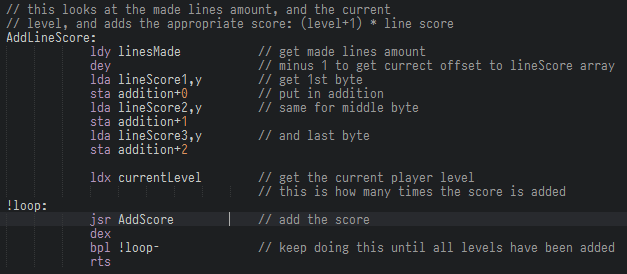 // this looks at the made lines amount, and the current
// level, and adds the appropriate score: (level+1) * line score
AddLineScore:
ldy linesMade // get made lines amount
dey // minus 1 to get currect offset to lineScore array
lda lineScore1,y // get 1st byte
sta addition+0 // put in addition
lda lineScore2,y // same for middle byte
sta addition+1
lda lineScore3,y // and last byte
sta addition+2
ldx currentLevel // get the current player level
// this is how many times the score is added
!loop:
jsr AddScore // add the score
dex
bpl !loop- // keep doing this until all levels have been added
rts